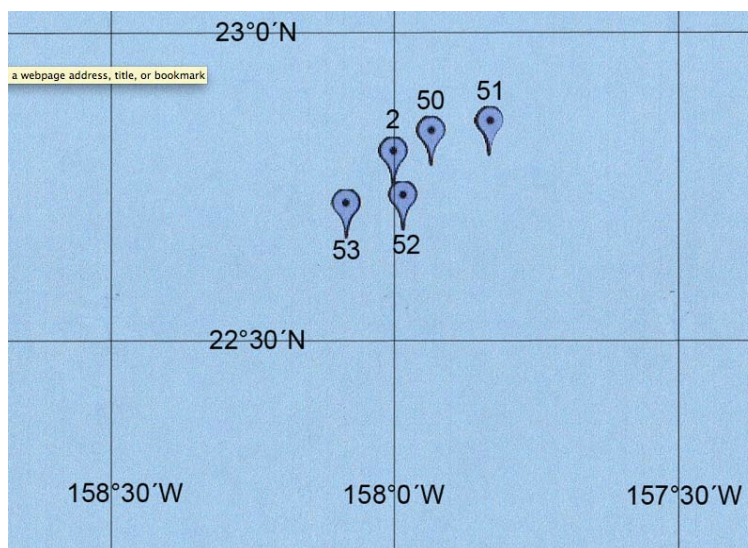 23°0´N
a webpage address, title, or bookmark
51
50
2
53
52
22°30´N
158°30´W
158°0´W
157°30´W